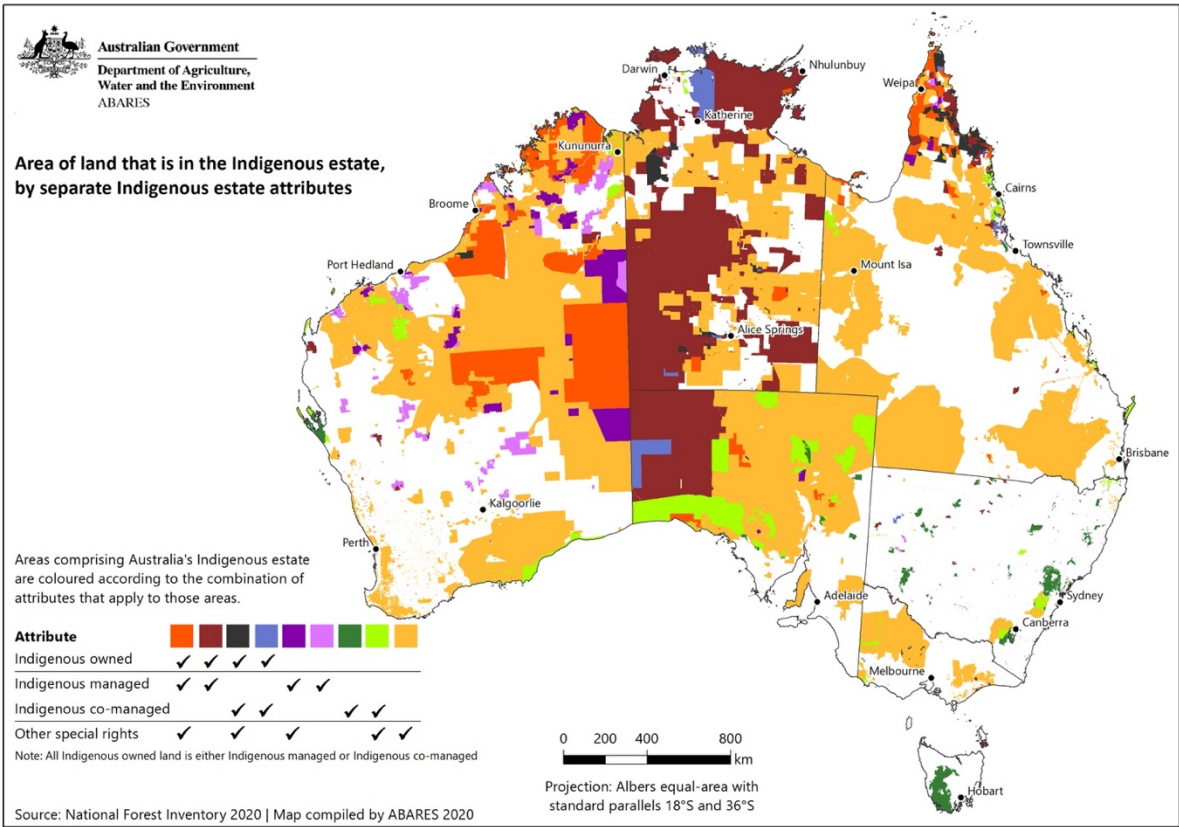 Australian Government
Department of Agriculture,
Water and the Environment
ABARES
Area of land that is in the Indigenous estate,
by separate Indigenous estate attributes
Darwin
Nhulunbuy
Weipa
Katherine
Kununurra
Cairns
Broome
Townsville
Port Hedland
Mount Isa
Alice Springs
Brisbane
Kalgoorlie
Perth
Adelaide
Sydney
Canberra
Melbourne
Hobart
Areas comprising Australia's Indigenous estate
are coloured according to the combination of
attributes that apply to those areas.
Attribute
Indigenous owned ✓ ✓ ✓ ✓
Indigenous managed ✓ ✓ ✓ ✓
Indigenous co-managed ✓ ✓ ✓ ✓
Other special rights ✓ ✓ ✓ ✓ ✓
Note: All Indigenous owned land is either Indigenous managed or Indigenous co-managed
0 200 400 800
km
Projection: Albers equal-area with
standard parallels 18°S and 36°S
Source: National Forest Inventory 2020 | Map compiled by ABARES 2020